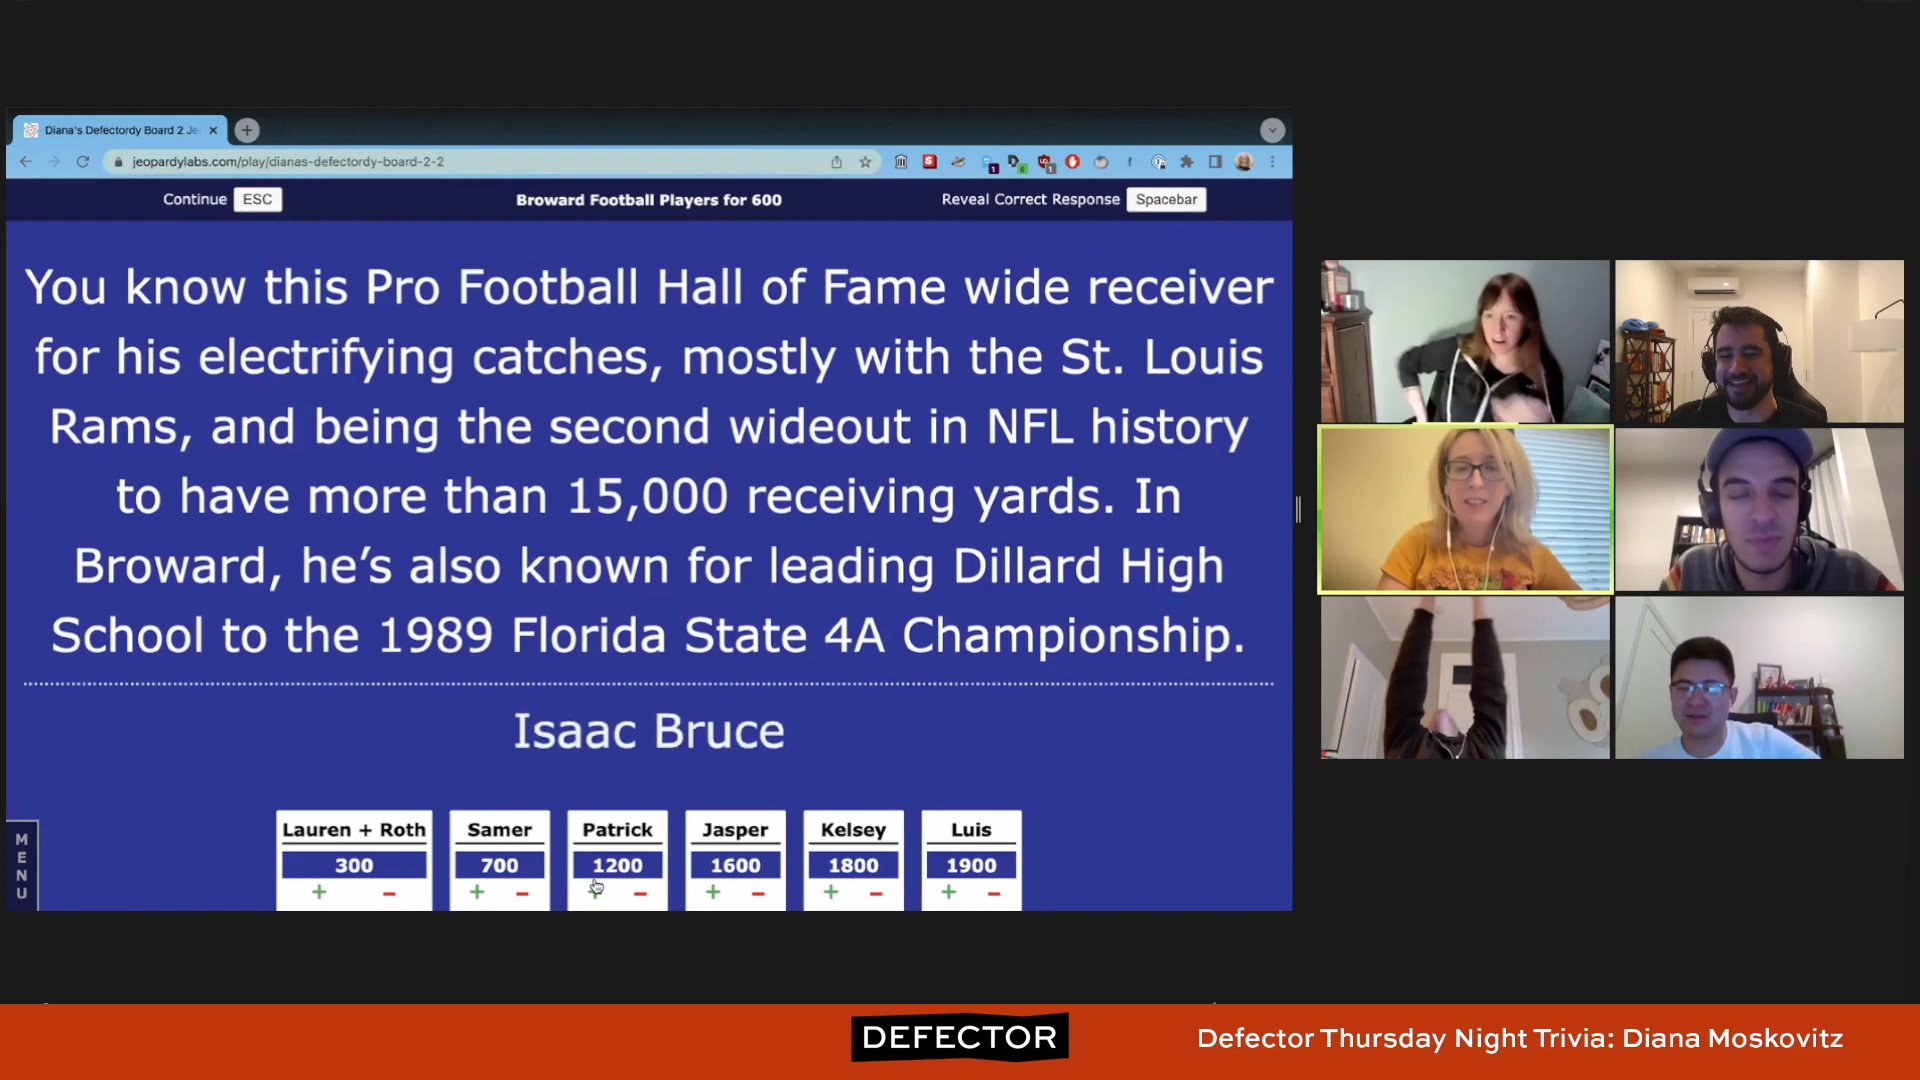 Diana's Defectordy Board 2 Je
jeopardylabs.com/play/dianas-defectordy-board-2-2
Continue ESC
Broward Football Players for 600
Reveal Correct Response Spacebar
You know this Pro Football Hall of Fame wide receiver
for his electrifying catches, mostly with the St. Louis
Rams, and being the second wideout in NFL history
to have more than 15,000 receiving yards. In
Broward, he’s also known for leading Dillard High
School to the 1989 Florida State 4A Championship.
Isaac Bruce
MENU
Lauren + Roth Samer Patrick Jasper Kelsey Luis
300 700 1200 1600 1800 1900
+ − + − + − + − + − + −
DEFECTOR
Defector Thursday Night Trivia: Diana Moskovitz